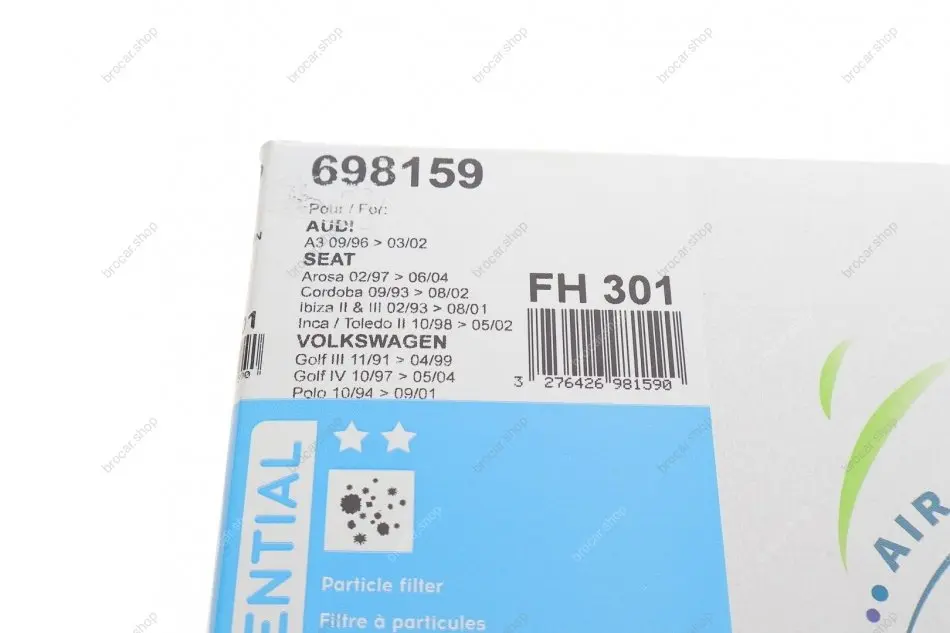 698159
Pour / For:
AUDI
A3 09/96 > 03/02
SEAT
Arosa 02/97 > 06/04
Cordoba 09/93 > 08/02
Ibiza II & III 02/93 > 08/01
Inca / Toledo II 10/98 > 05/02
VOLKSWAGEN
Golf III 11/91 > 04/99
Golf IV 10/97 > 05/04
Polo 10/94 > 09/01
FH 301
3 276426 981590
ENTIAL
Particle filter
Filtre à particules
AIR
brocar.shop